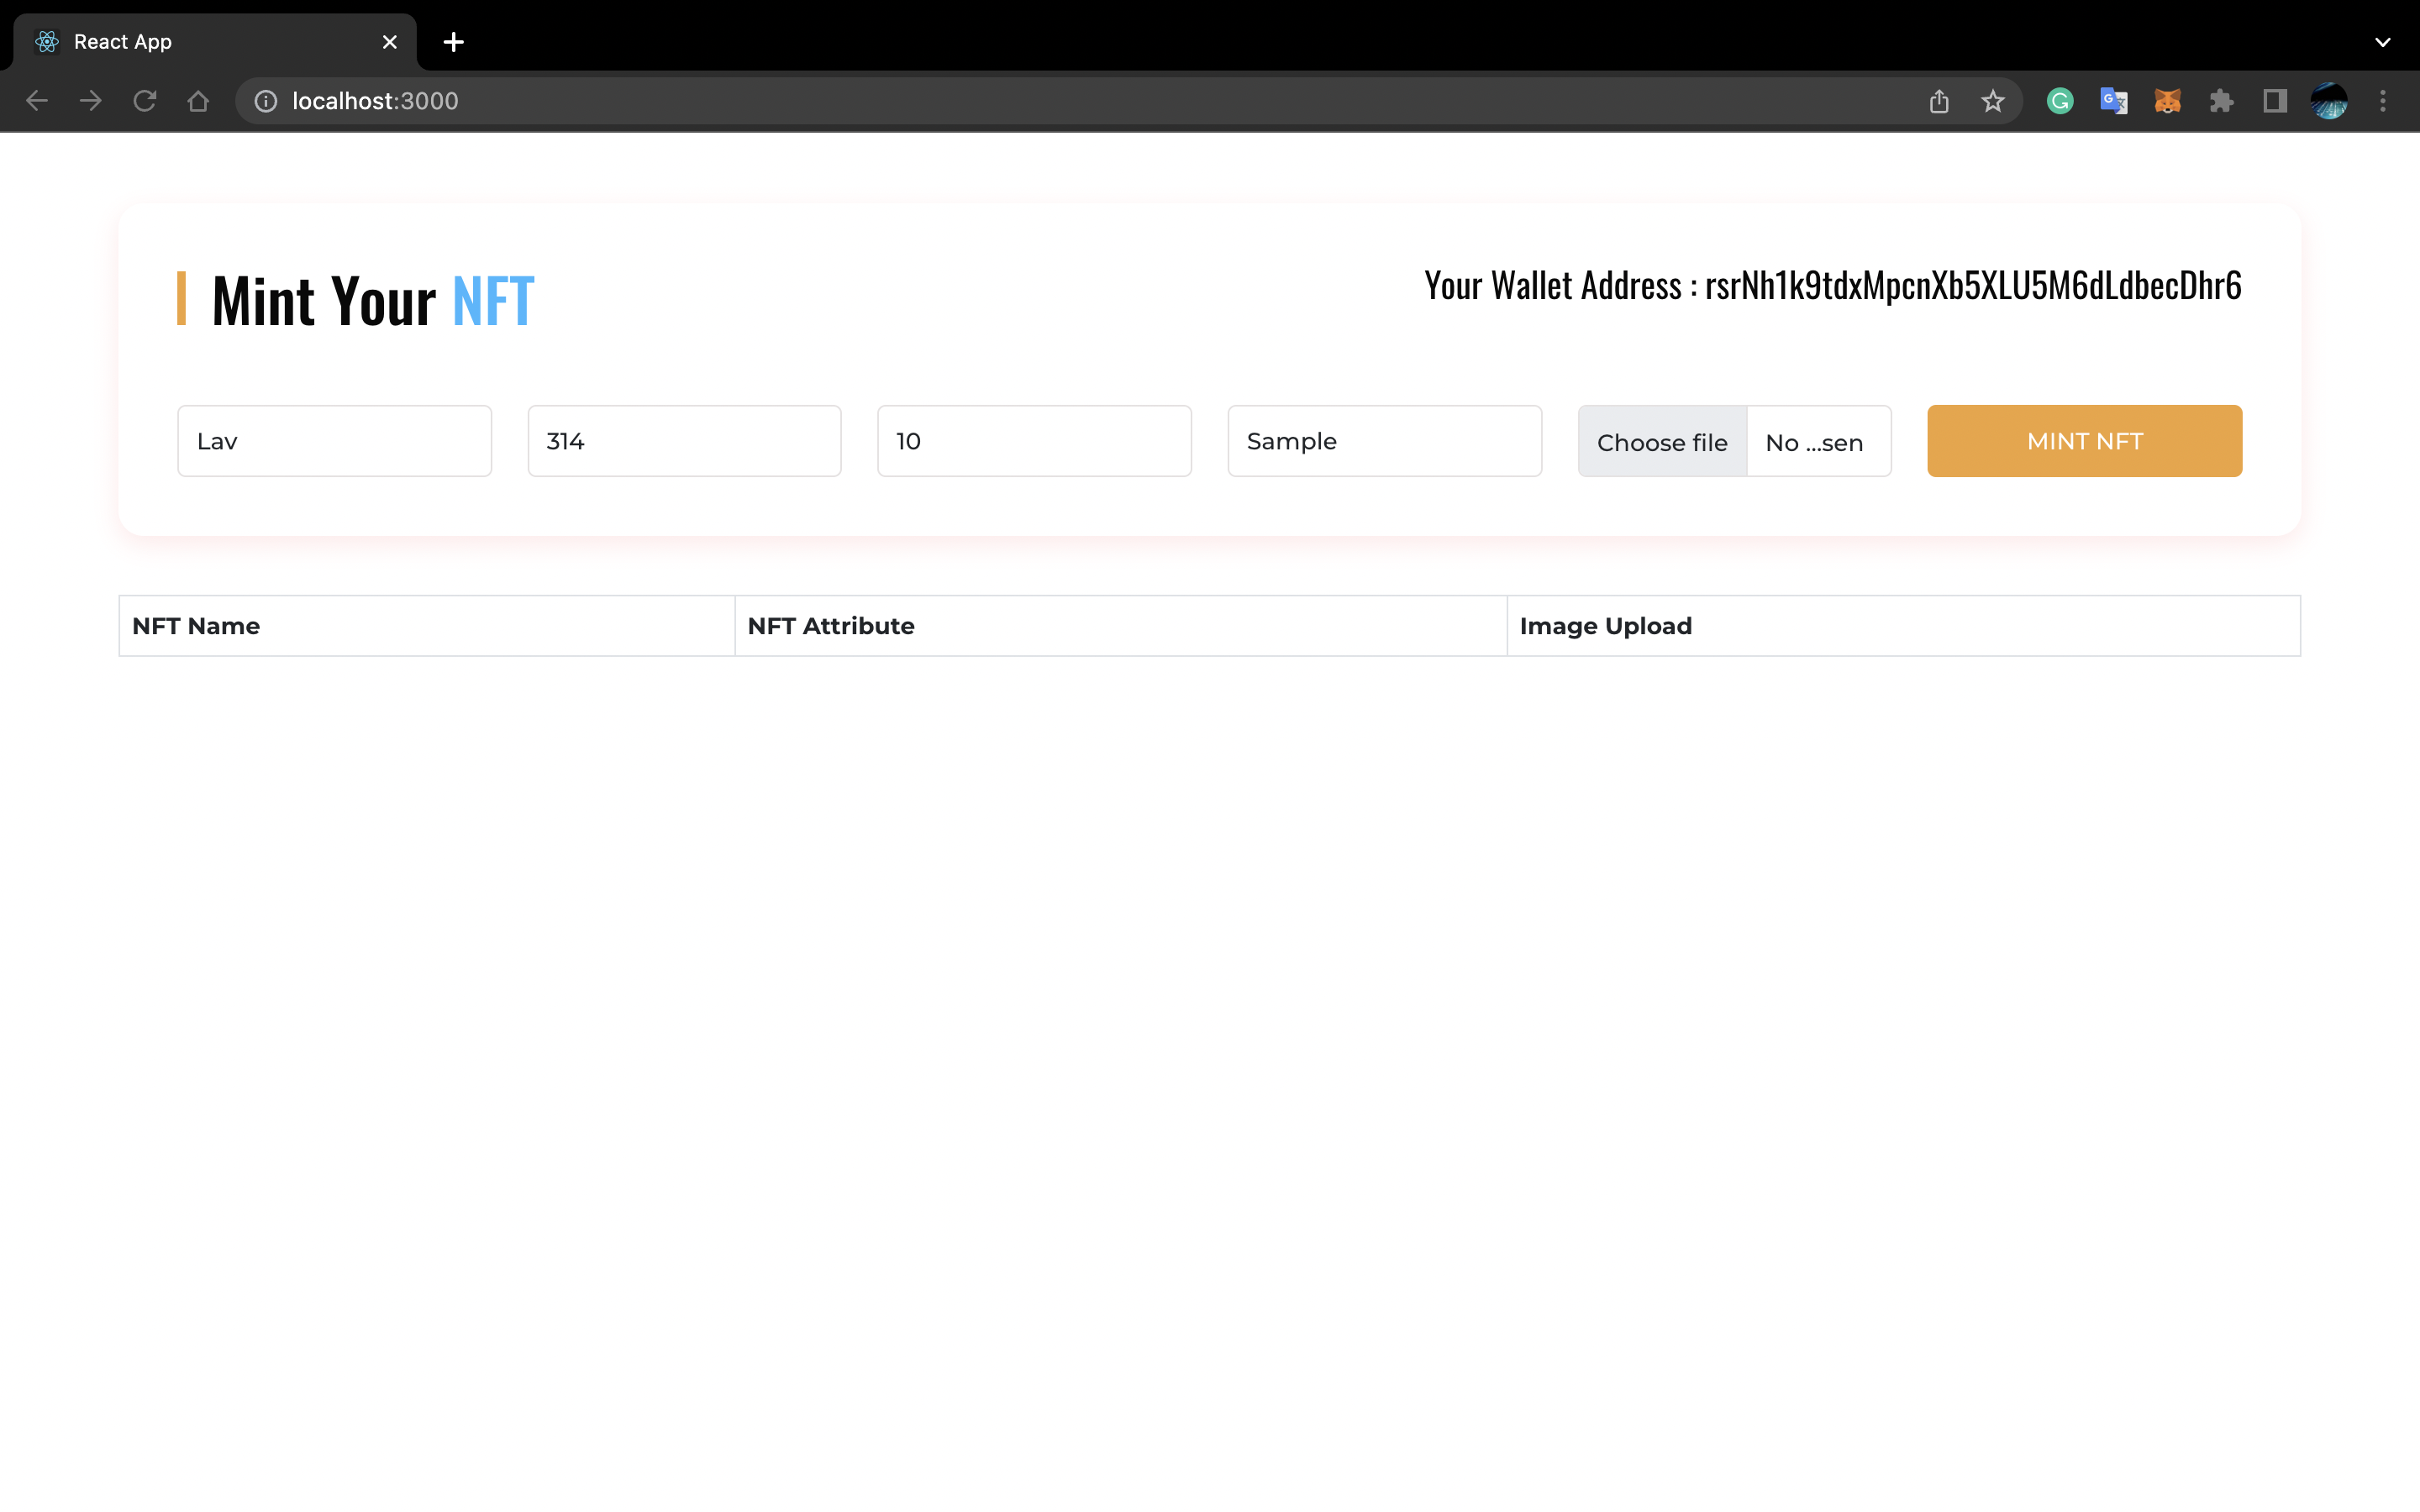 React App
localhost:3000
Mint Your NFT
Your Wallet Address : rsrNh1k9tdxMpcnXb5XLU5M6dLdbecDhr6
Lav 314 10 Sample Choose file No ...sen MINT NFT
NFT Name NFT Attribute Image Upload